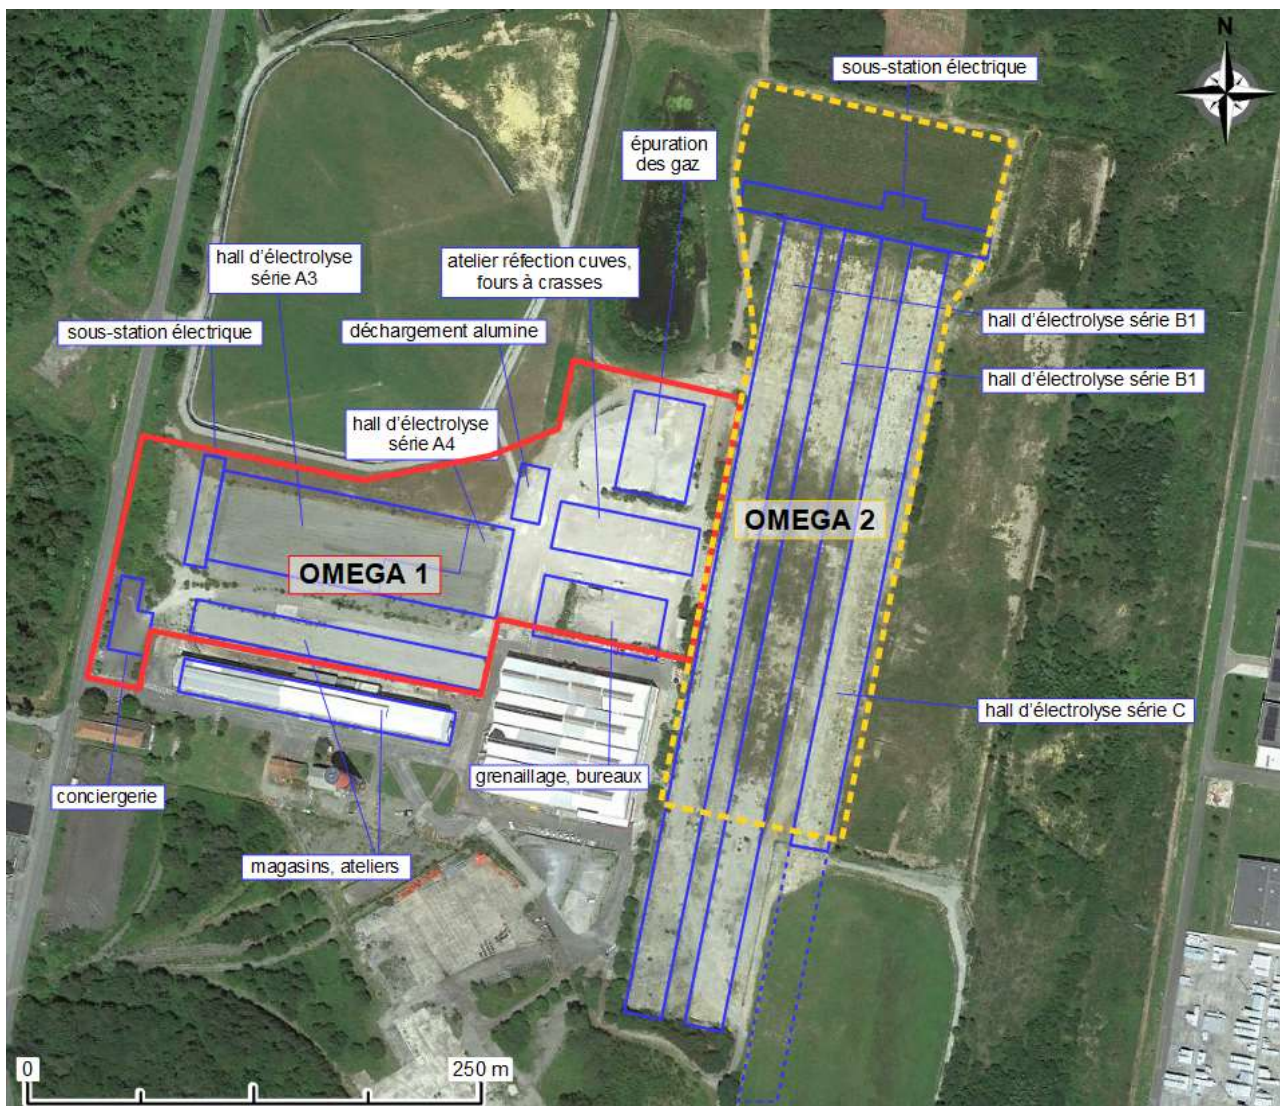 N
sous-station électrique
épuration
des gaz
hall d'électrolyse
série A3
atelier réfection cuves,
fours à crasses
sous-station électrique
déchargement alumine
hall d'électrolyse série B1
hall d'électrolyse série B1
hall d'électrolyse
série A4
OMEGA 2
OMEGA 1
hall d'électrolyse série C
grenaillage, bureaux
conciergerie
magasins, ateliers
0
250 m